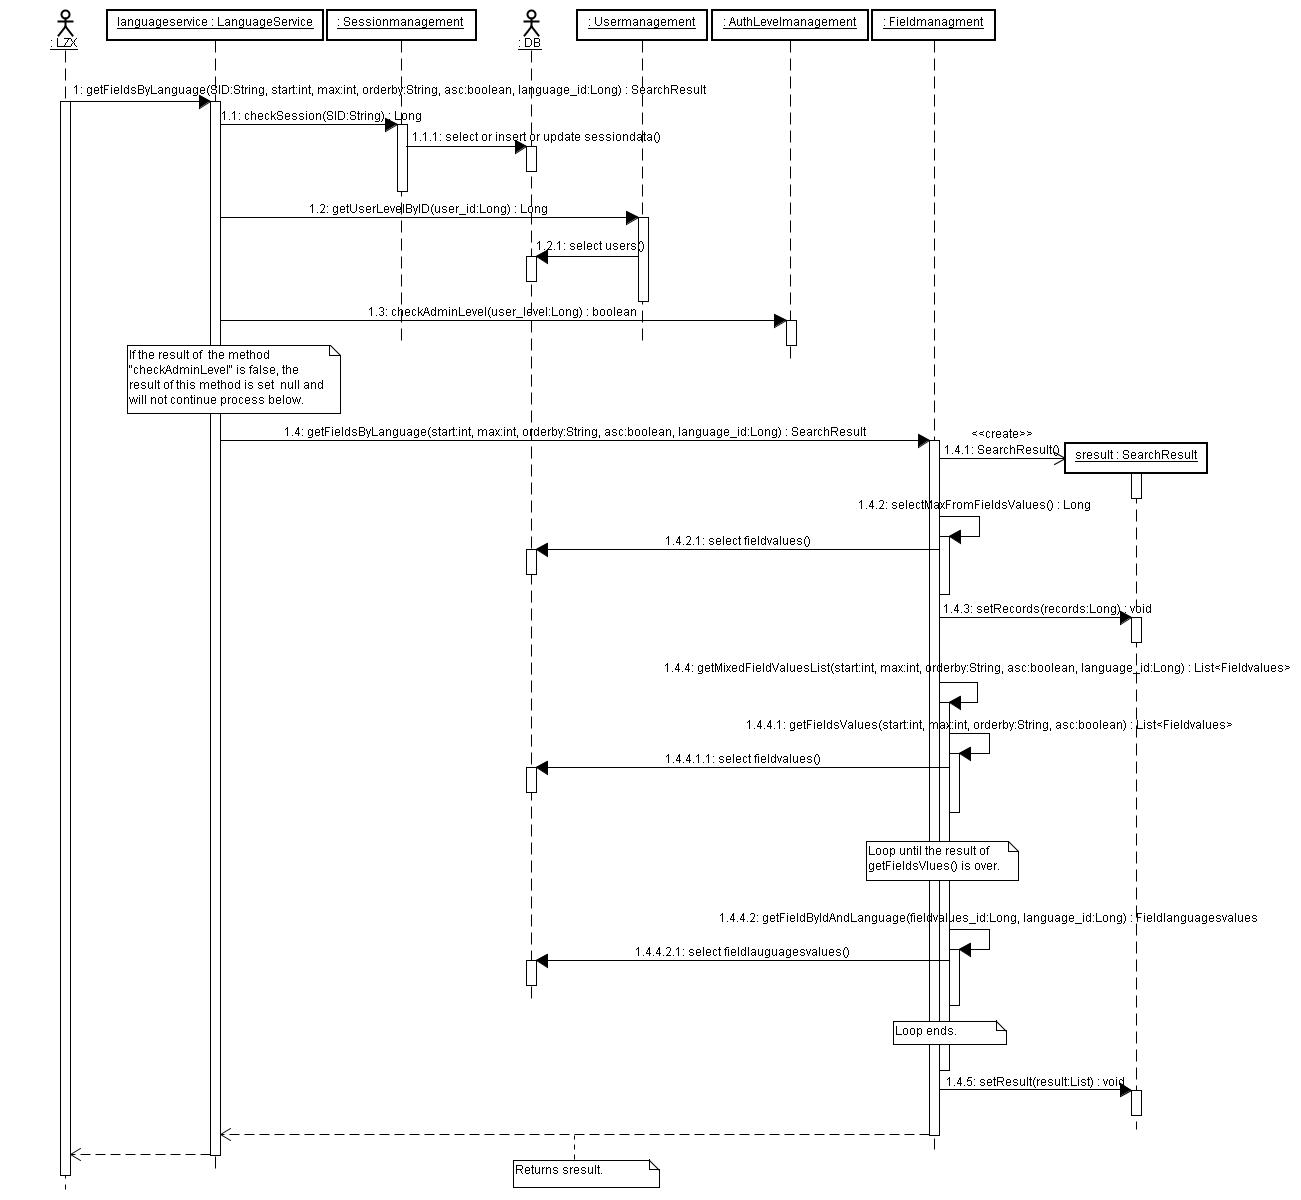 : LZX
languageservice : LanguageService
: Sessionmanagement
: DB
: Usermanagement
: AuthLevelmanagement
: Fieldmanagment
1: getFieldsByLanguage(SID:String, start:int, max:int, orderby:String, asc:boolean, language_id:Long) : SearchResult
1.1: checkSession(SID:String) : Long
1.1.1: select or insert or update sessiondata()
1.2: getUserLevelByID(user_id:Long) : Long
1.2.1: select users()
1.3: checkAdminLevel(user_level:Long) : boolean
If the result of the method
"checkAdminLevel" is false, the
result of this method is set null and
will not continue process below.
1.4: getFieldsByLanguage(start:int, max:int, orderby:String, asc:boolean, language_id:Long) : SearchResult
<<create>>
1.4.1: SearchResult()
sresult : SearchResult
1.4.2: selectMaxFromFieldsValues() : Long
1.4.2.1: select fieldvalues()
1.4.3: setRecords(records:Long) : void
1.4.4: getMixedFieldValuesList(start:int, max:int, orderby:String, asc:boolean, language_id:Long) : List<Fieldvalues>
1.4.4.1: getFieldsValues(start:int, max:int, orderby:String, asc:boolean) : List<Fieldvalues>
1.4.4.1.1: select fieldvalues()
Loop until the result of
getFieldsVlues() is over.
1.4.4.2: getFieldByIdAndLanguage(fieldvalues_id:Long, language_id:Long) : Fieldlanguagesvalues
1.4.4.2.1: select fieldlauguagesvalues()
Loop ends.
1.4.5: setResult(result:List) : void
Returns sresult.